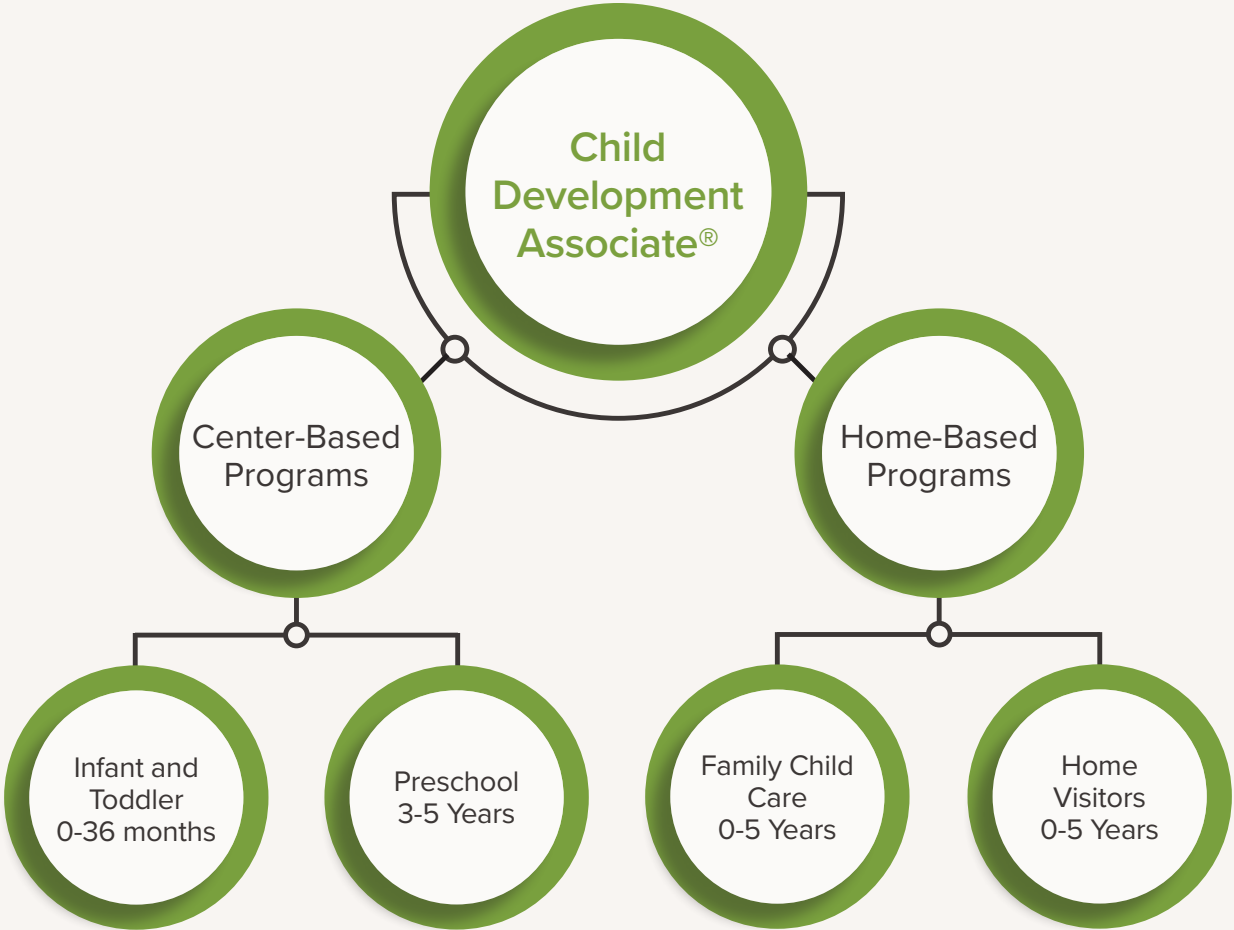 Child
Development
Associate®
Center-Based
Programs
Home-Based
Programs
Infant and
Toddler
0-36 months
Preschool
3-5 Years
Family Child
Care
0-5 Years
Home
Visitors
0-5 Years